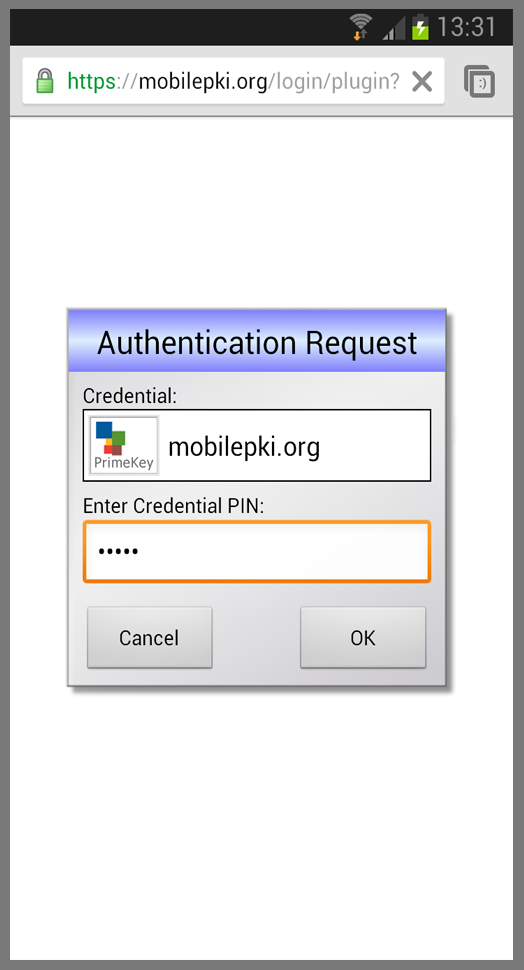 13:31
https://mobilepki.org/login/plugin?
:)
Authentication Request
Credential:
PrimeKey
mobilepki.org
Enter Credential PIN:
•••••
Cancel
OK